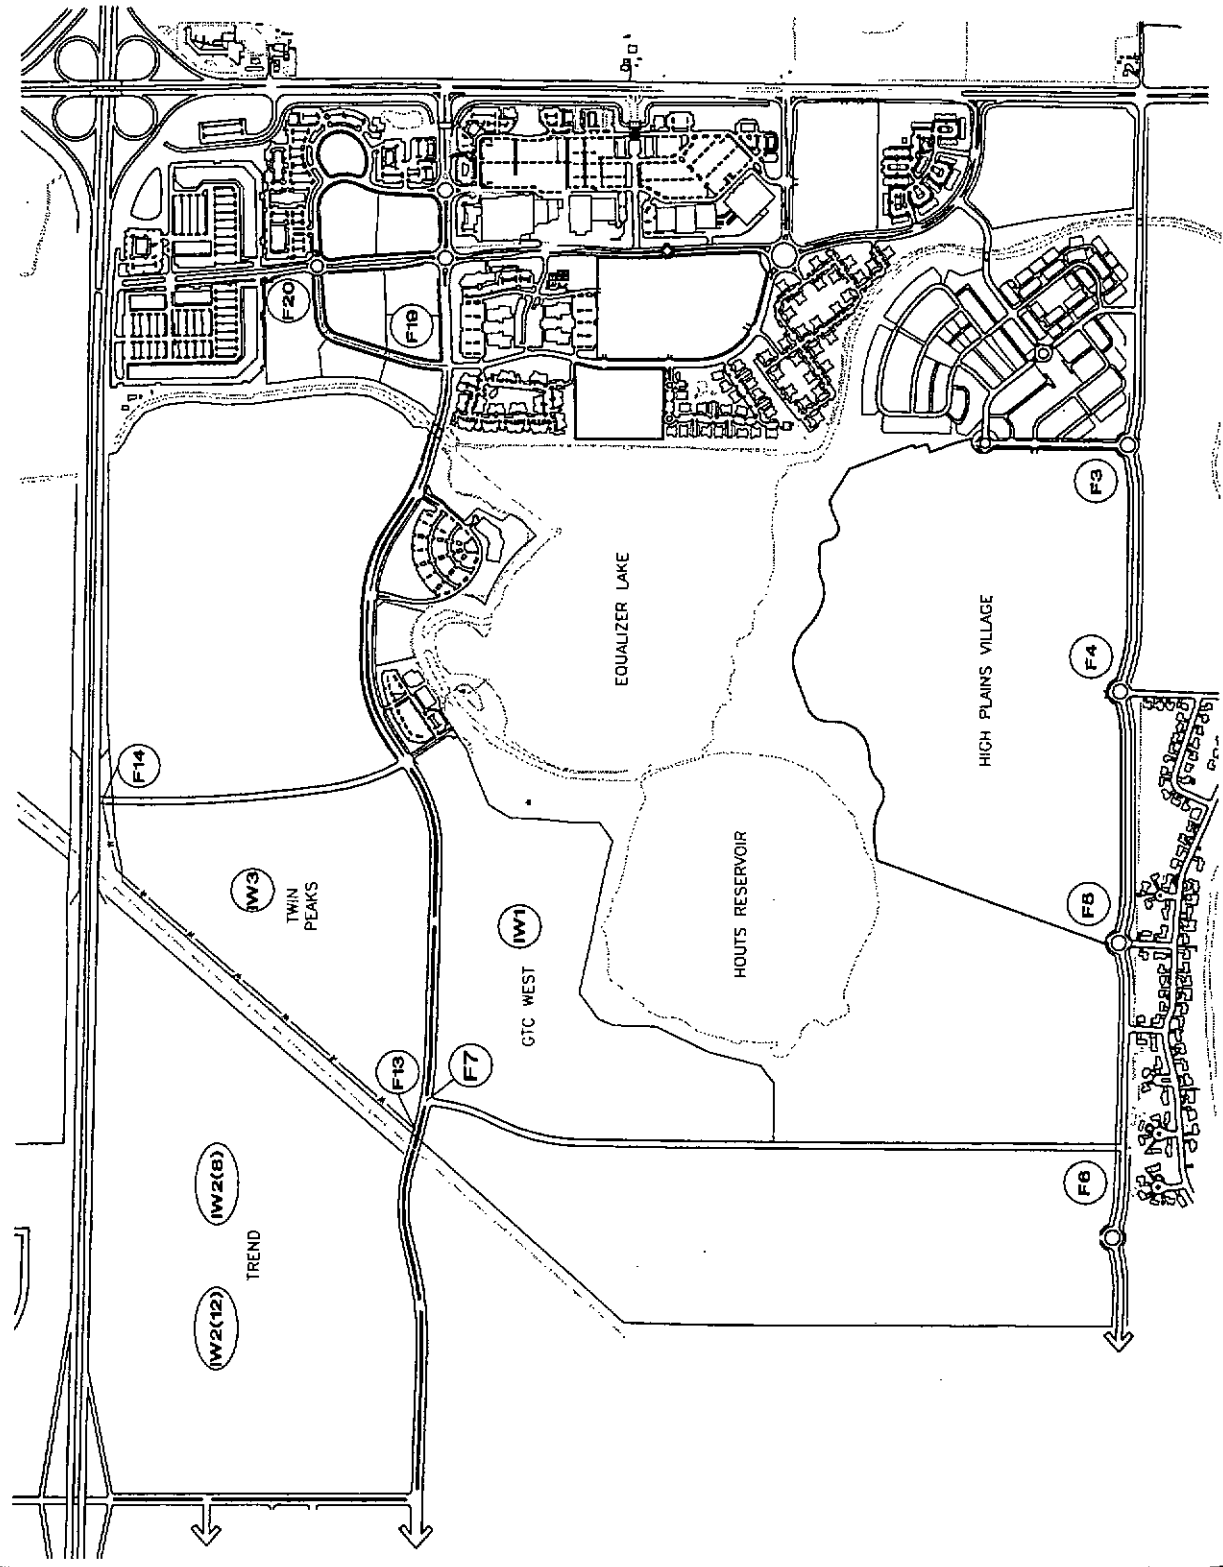 F20
F19
F3
EQUALIZER LAKE
HIGH PLAINS VILLAGE
F4
F14
IW3
TWIN
PEAKS
IW1
GTC WEST
HOUTS RESERVOIR
F5
F13
F7
IW2(8)
F6
TREND
IW2(12)